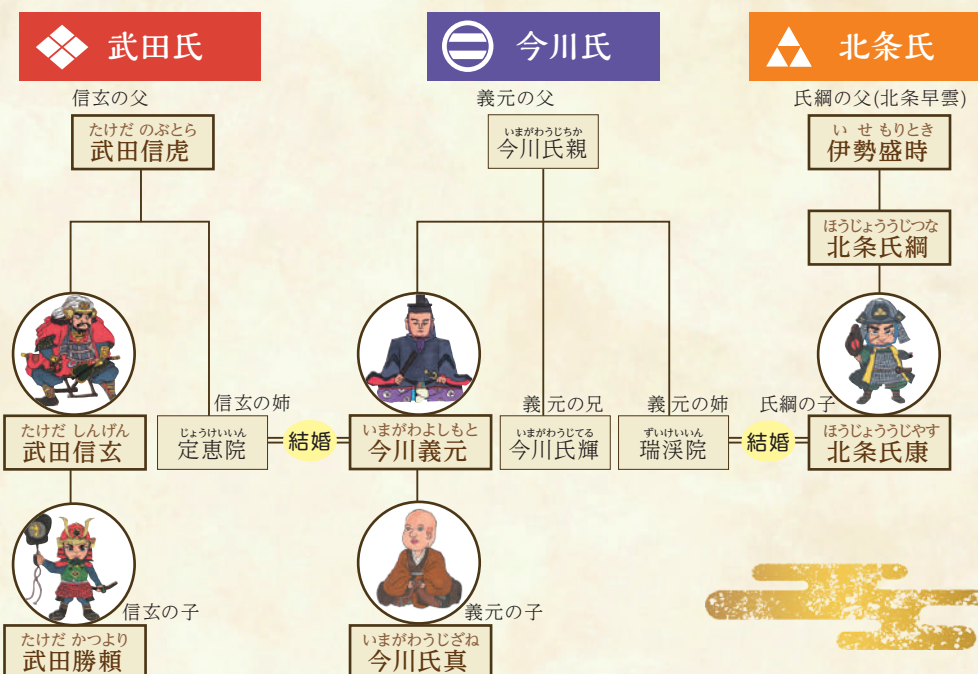 武田氏
今川氏
北条氏
信玄の父
たけだ のぶとら
武田信虎
義元の父
いまがわうじちか
今川氏親
氏綱の父(北条早雲)
い せ もりとき
伊勢盛時
ほうじょううじつな
北条氏綱
信玄の姉
義元の兄
義元の姉
氏綱の子
たけだ しんげん
武田信玄
じょうけいいん
定恵院
結婚
いまがわよしもと
今川義元
いまがわうじてる
今川氏輝
ずいけいいん
瑞渓院
結婚
ほうじょううじやす
北条氏康
信玄の子
たけだ かつより
武田勝頼
義元の子
いまがわうじざね
今川氏真